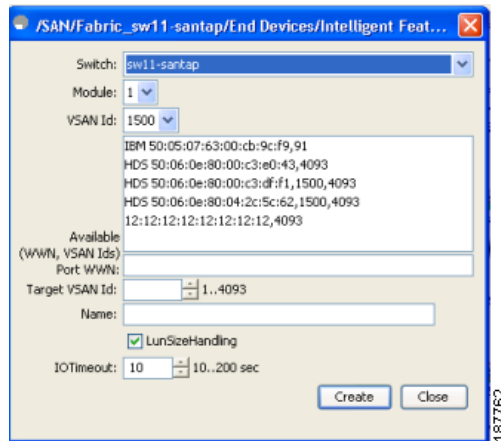 /SAN/Fabric_sw11-santap/End Devices/Intelligent Feat...
Switch: sw11-santap
Module: 1
VSAN Id: 1500
IBM 50:05:07:63:00:cb:9c:f9,91
HDS 50:06:0e:80:00:c3:e0:43,4093
HDS 50:06:0e:80:00:c3:df:f1,1500,4093
HDS 50:06:0e:80:04:2c:5c:62,1500,4093
12:12:12:12:12:12:12:12,4093
Available
(WWN, VSAN Ids)
Port WWN:
Target VSAN Id: 1..4093
Name:
LunSizeHandling
IOTimeout: 10 10..200 sec
Create Close
187762